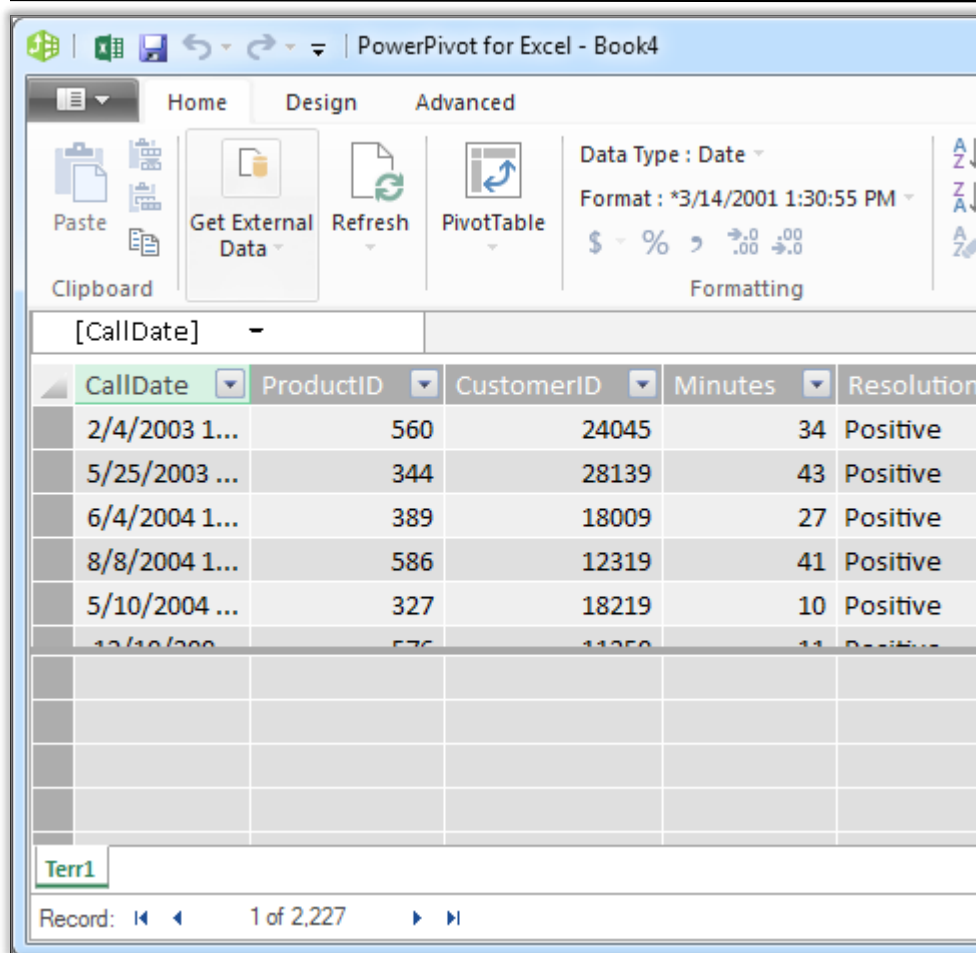 PowerPivot for Excel - Book4
Home Design Advanced
Paste
Get External Data
Refresh
PivotTable
Data Type : Date
Format : *3/14/2001 1:30:55 PM
$ % , .0 .00 .00 .0
Clipboard
Formatting
[CallDate]
CallDate ProductID CustomerID Minutes Resolution
2/4/2003 1... 560 24045 34 Positive
5/25/2003 ... 344 28139 43 Positive
6/4/2004 1... 389 18009 27 Positive
8/8/2004 1... 586 12319 41 Positive
5/10/2004 ... 327 18219 10 Positive
Terr1
Record: 1 of 2,227